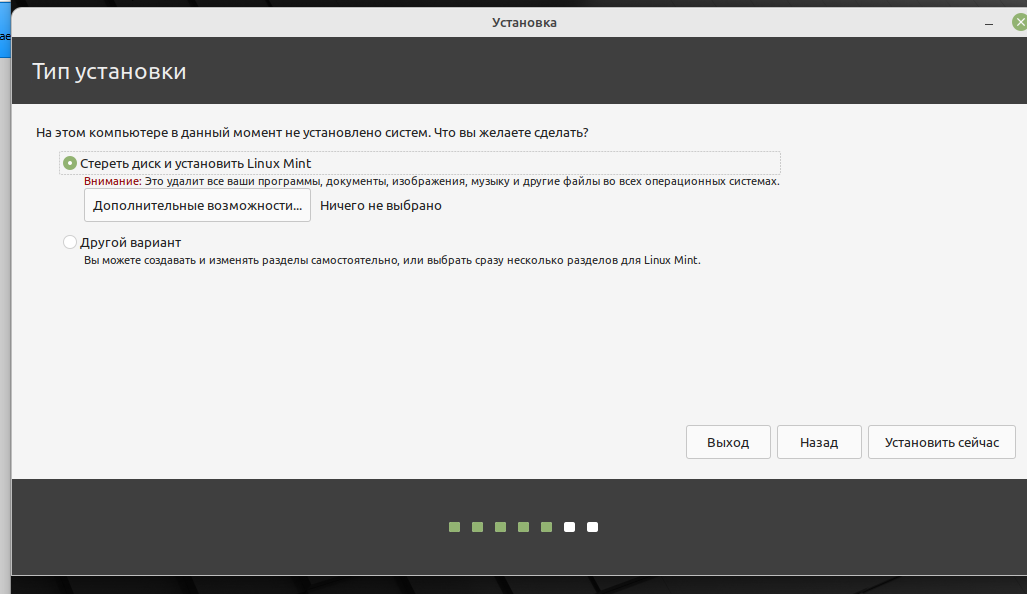 Установка
ае
Тип установки
На этом компьютере в данный момент не установлено систем. Что вы желаете сделать?
Стереть диск и установить Linux Mint
Внимание: Это удалит все ваши программы, документы, изображения, музыку и другие файлы во всех операционных системах.
Дополнительные возможности... Ничего не выбрано
Другой вариант
Вы можете создавать и изменять разделы самостоятельно, или выбрать сразу несколько разделов для Linux Mint.
Выход Назад Установить сейчас